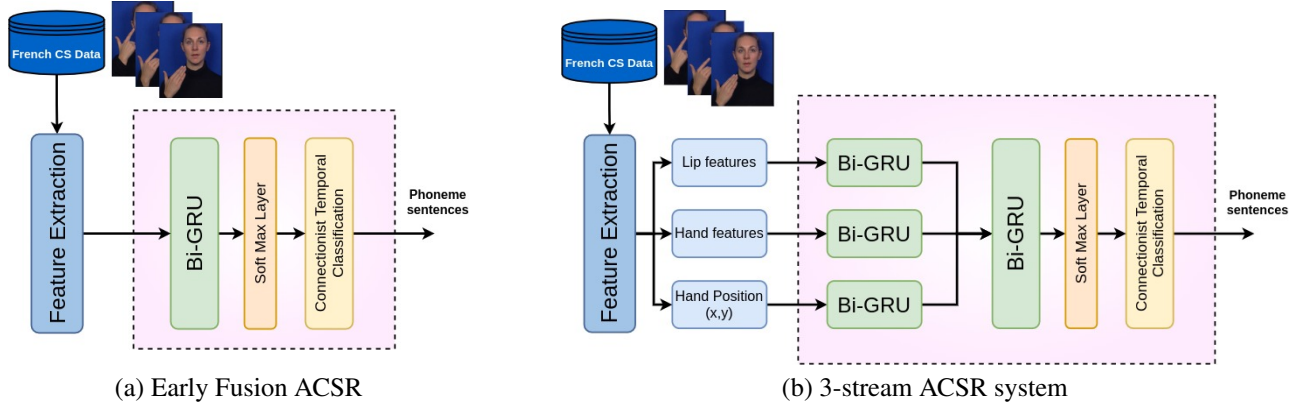 French CS Data
Feature Extraction
Bi-GRU
Soft Max Layer
Connectionist Temporal
Classification
Phoneme
sentences
(a) Early Fusion ACSR
French CS Data
Feature Extraction
Lip features
Hand features
Hand Position
(x,y)
Bi-GRU
Bi-GRU
Bi-GRU
Bi-GRU
Soft Max Layer
Connectionist Temporal
Classification
Phoneme
sentences
(b) 3-stream ACSR system